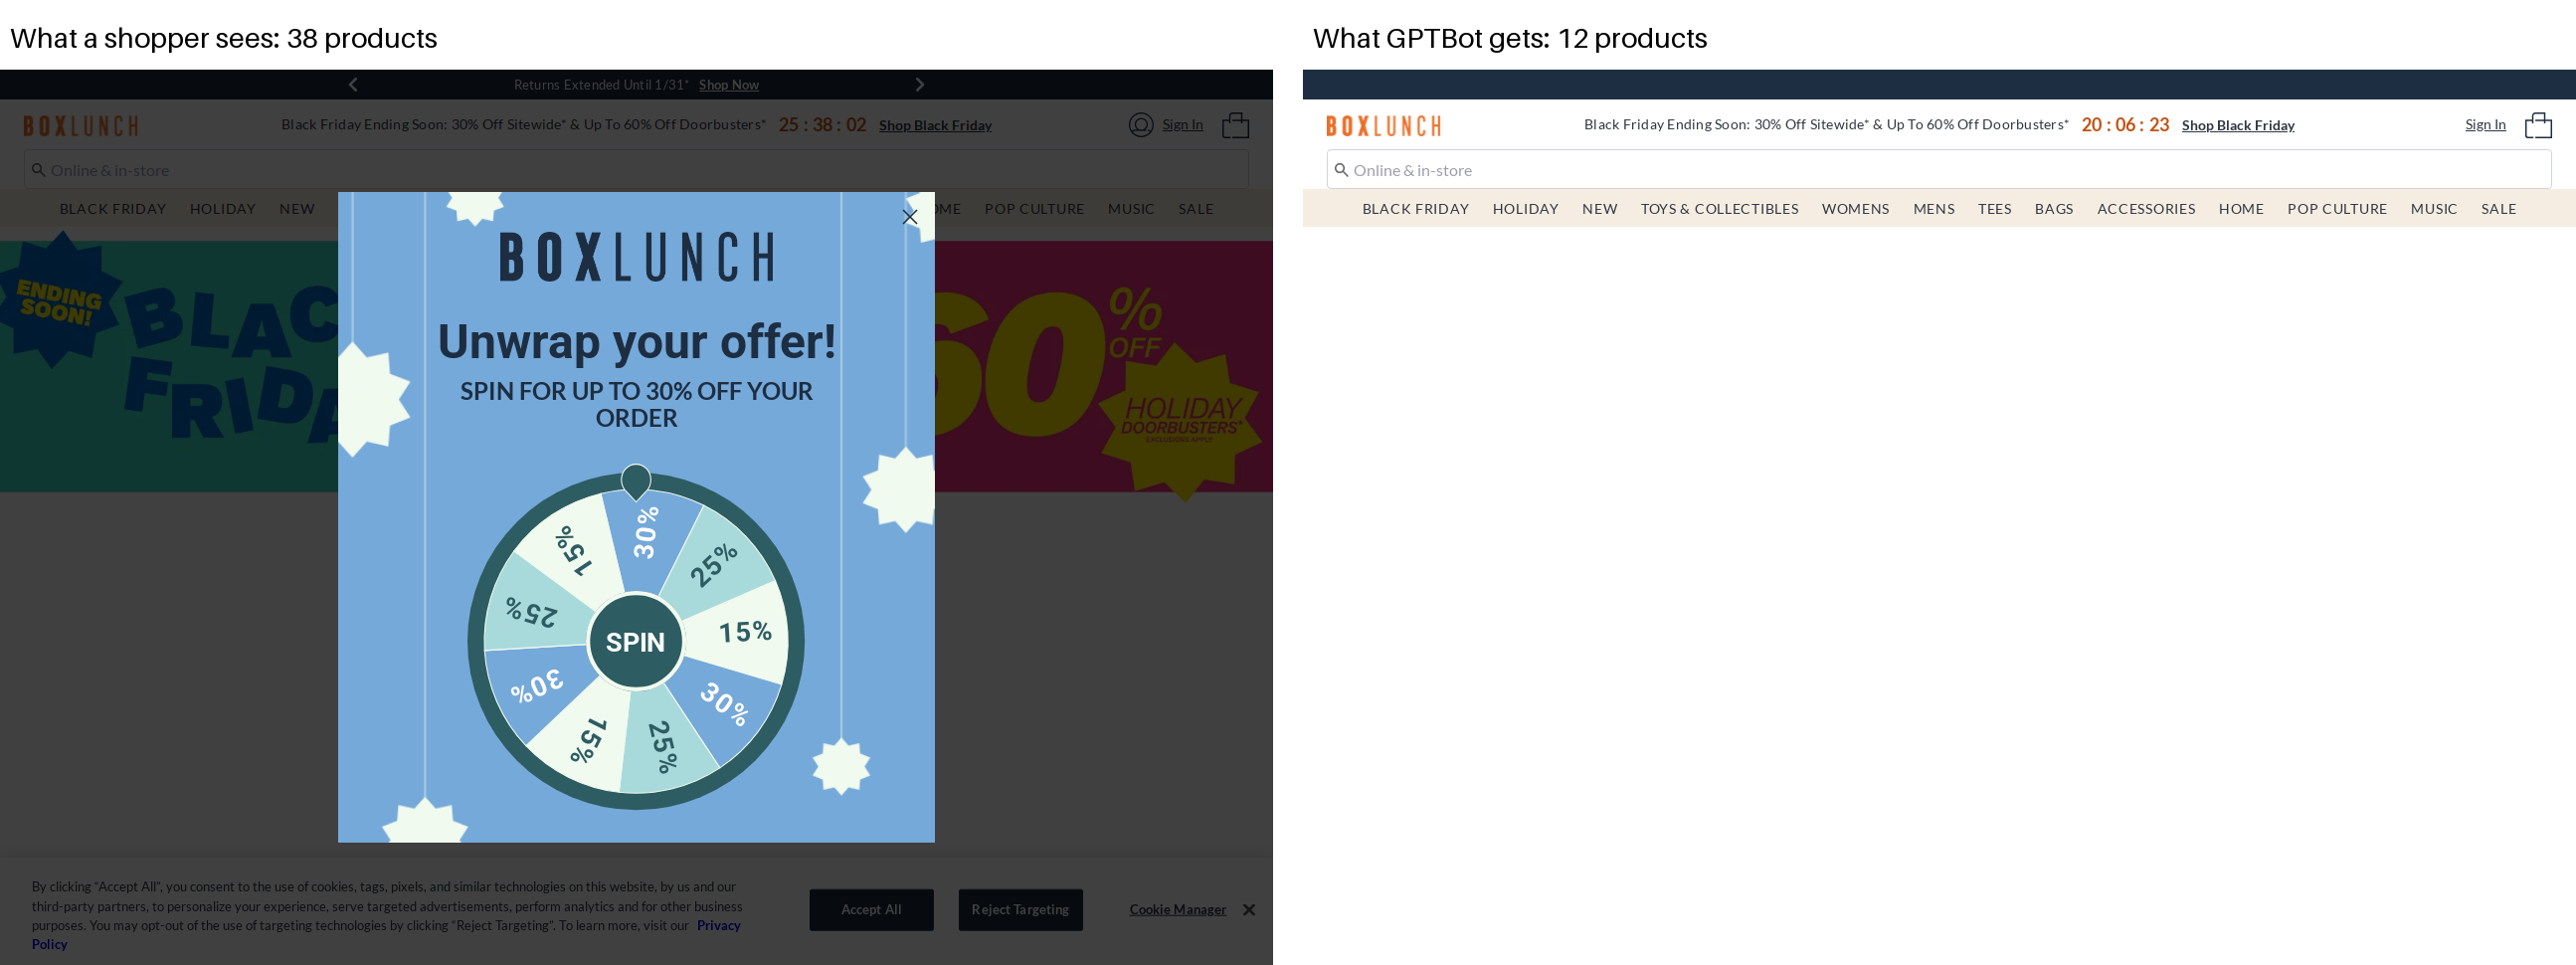 What a shopper sees: 38 products
Returns Extended Until 1/31* Shop Now
BOXLUNCH
Black Friday Ending Soon: 30% Off Sitewide* & Up To 60% Off Doorbusters* 25 : 38 : 02 Shop Black Friday
Sign In
Online & in-store
BLACK FRIDAY HOLIDAY NEW POP CULTURE MUSIC SALE
ENDING
SOON!
60% OFF
HOLIDAY
DOORBUSTERS*
EXCLUSIONS APPLY
BOXLUNCH
Unwrap your offer!
SPIN FOR UP TO 30% OFF YOUR
ORDER
30%
25%
15%
30%
25%
15%
30%
25%
15%
SPIN
By clicking “Accept All”, you consent to the use of cookies, tags, pixels, and similar technologies on this website, by us and our
third-party partners, to personalize your experience, serve targeted advertisements, perform analytics and for other business
purposes. You may opt-out of the use of targeting technologies by clicking “Reject Targeting”. To learn more, visit our Privacy
Policy
Accept All
Reject Targeting
Cookie Manager
What GPTBot gets: 12 products
BOXLUNCH
Black Friday Ending Soon: 30% Off Sitewide* & Up To 60% Off Doorbusters* 20 : 06 : 23 Shop Black Friday
Sign In
Online & in-store
BLACK FRIDAY HOLIDAY NEW TOYS & COLLECTIBLES WOMENS MENS TEES BAGS ACCESSORIES HOME POP CULTURE MUSIC SALE